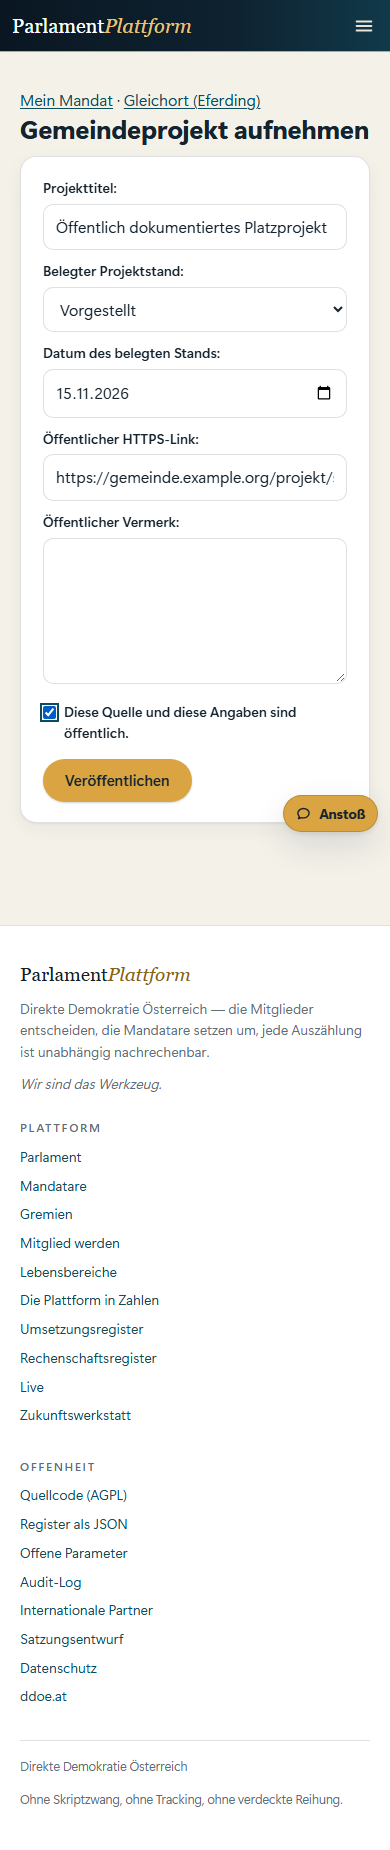 ParlamentPlattform
Mein Mandat · Gleichort (Eferding)
Gemeindeprojekt aufnehmen
Projekttitel:
Öffentlich dokumentiertes Platzprojekt
Belegter Projektstand:
Vorgestellt
Datum des belegten Stands:
15.11.2026
Öffentlicher HTTPS-Link:
https://gemeinde.example.org/projekt/
Öffentlicher Vermerk:
Diese Quelle und diese Angaben sind
öffentlich.
Veröffentlichen
Anstoß
ParlamentPlattform
Direkte Demokratie Österreich — die Mitglieder
entscheiden, die Mandatare setzen um, jede Auszählung
ist unabhängig nachrechenbar.
Wir sind das Werkzeug.
PLATTFORM
Parlament
Mandatare
Gremien
Mitglied werden
Lebensbereiche
Die Plattform in Zahlen
Umsetzungsregister
Rechenschaftsregister
Live
Zukunftswerkstatt
OFFENHEIT
Quellcode (AGPL)
Register als JSON
Offene Parameter
Audit-Log
Internationale Partner
Satzungsentwurf
Datenschutz
ddoe.at
Direkte Demokratie Österreich
Ohne Skriptzwang, ohne Tracking, ohne verdeckte Reihung.